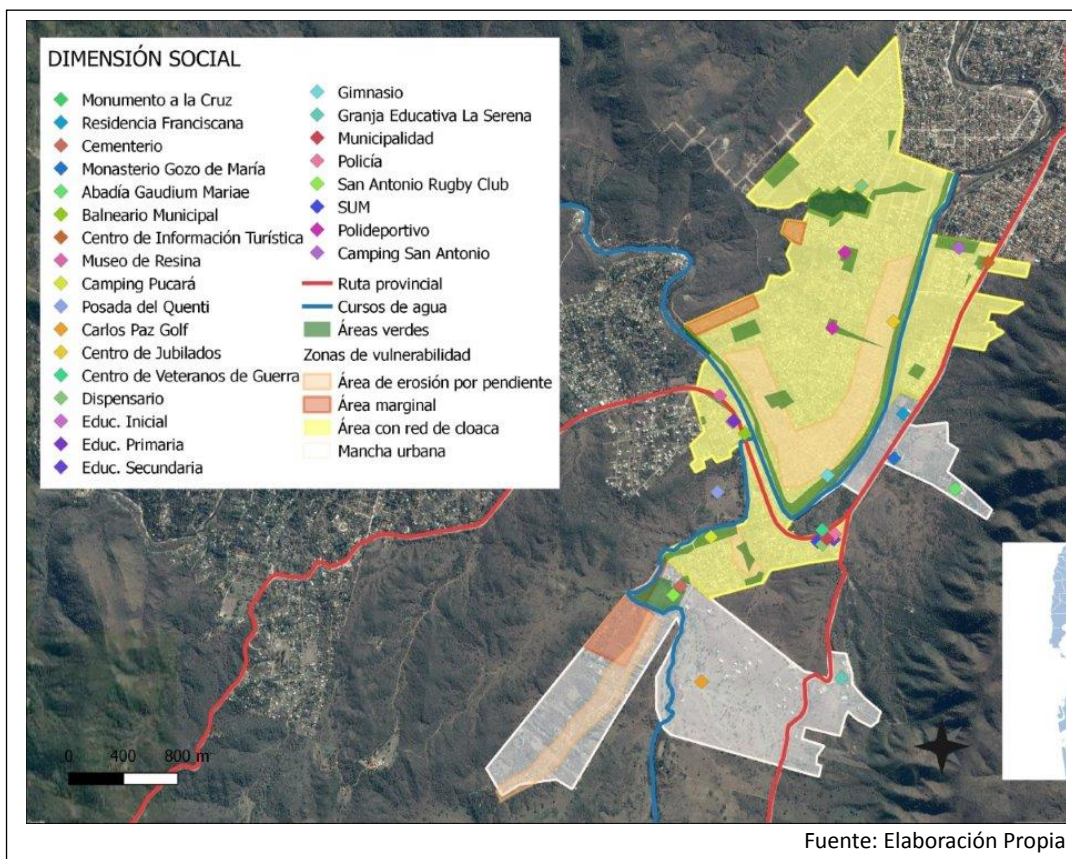 DIMENSIÓN SOCIAL
Monumento a la Cruz
Residencia Franciscana
Cementerio
Monasterio Gozo de María
Abadía Gaudium Mariae
Balneario Municipal
Centro de Información Turística
Museo de Resina
Camping Pucará
Posada del Quenti
Carlos Paz Golf
Centro de Jubilados
Centro de Veteranos de Guerra
Dispensario
Educ. Inicial
Educ. Primaria
Educ. Secundaria
Gimnasio
Granja Educativa La Serena
Municipalidad
Policía
San Antonio Rugby Club
SUM
Polideportivo
Camping San Antonio
Ruta provincial
Cursos de agua
Áreas verdes
Zonas de vulnerabilidad
Área de erosión por pendiente
Área marginal
Área con red de cloaca
Mancha urbana
0 400 800 m
Fuente: Elaboración Propia